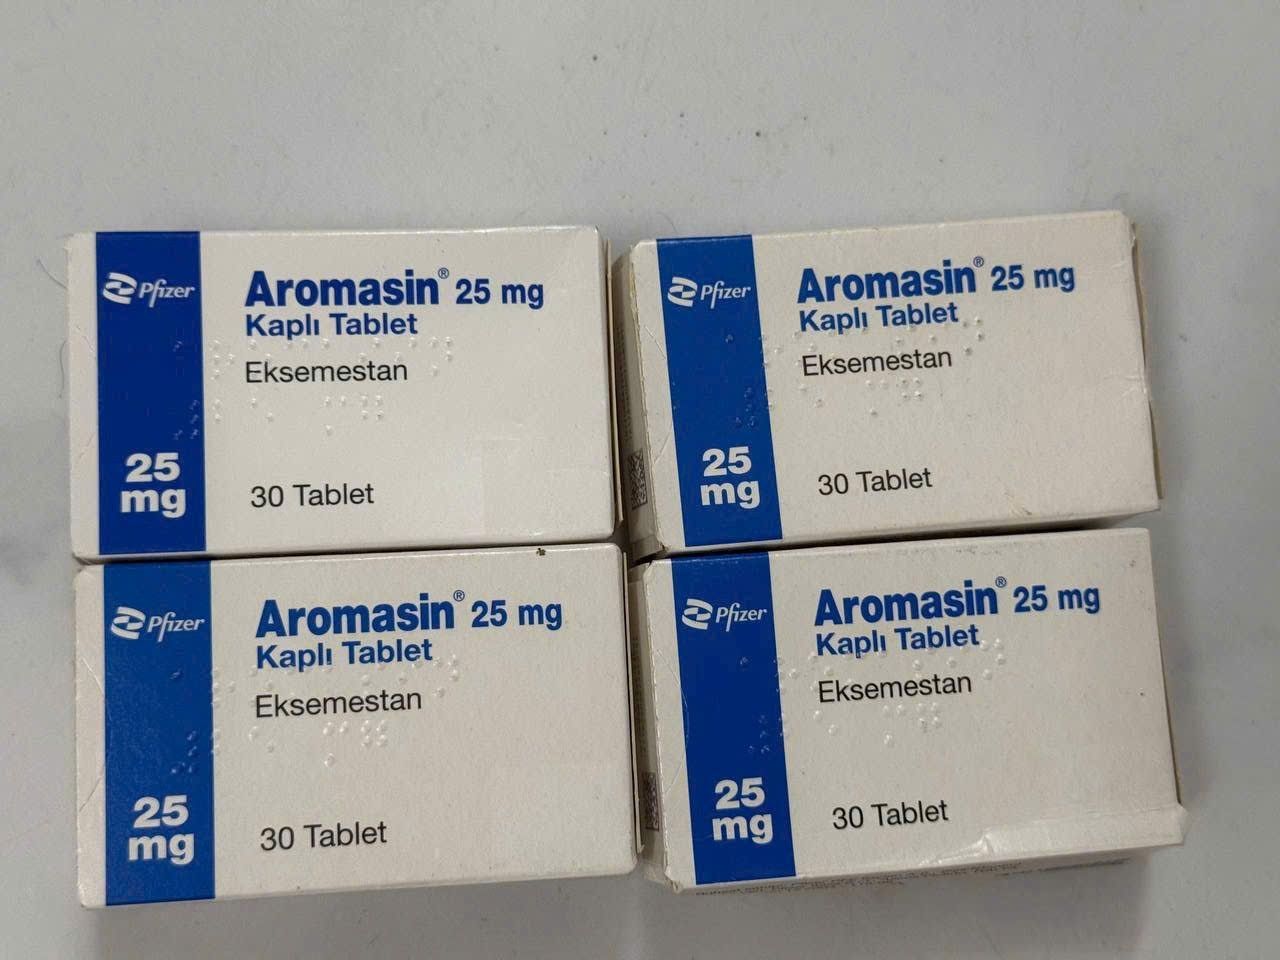 Pfizer
Aromasin® 25 mg
Kaplı Tablet
Eksemestan
25
mg
30 Tablet
Pfizer
Aromasin® 25 mg
Kaplı Tablet
Eksemestan
25
mg
30 Tablet
Pfizer
Aromasin® 25 mg
Kaplı Tablet
Eksemestan
25
mg
30 Tablet
Pfizer
Aromasin® 25 mg
Kaplı Tablet
Eksemestan
25
mg
30 Tablet